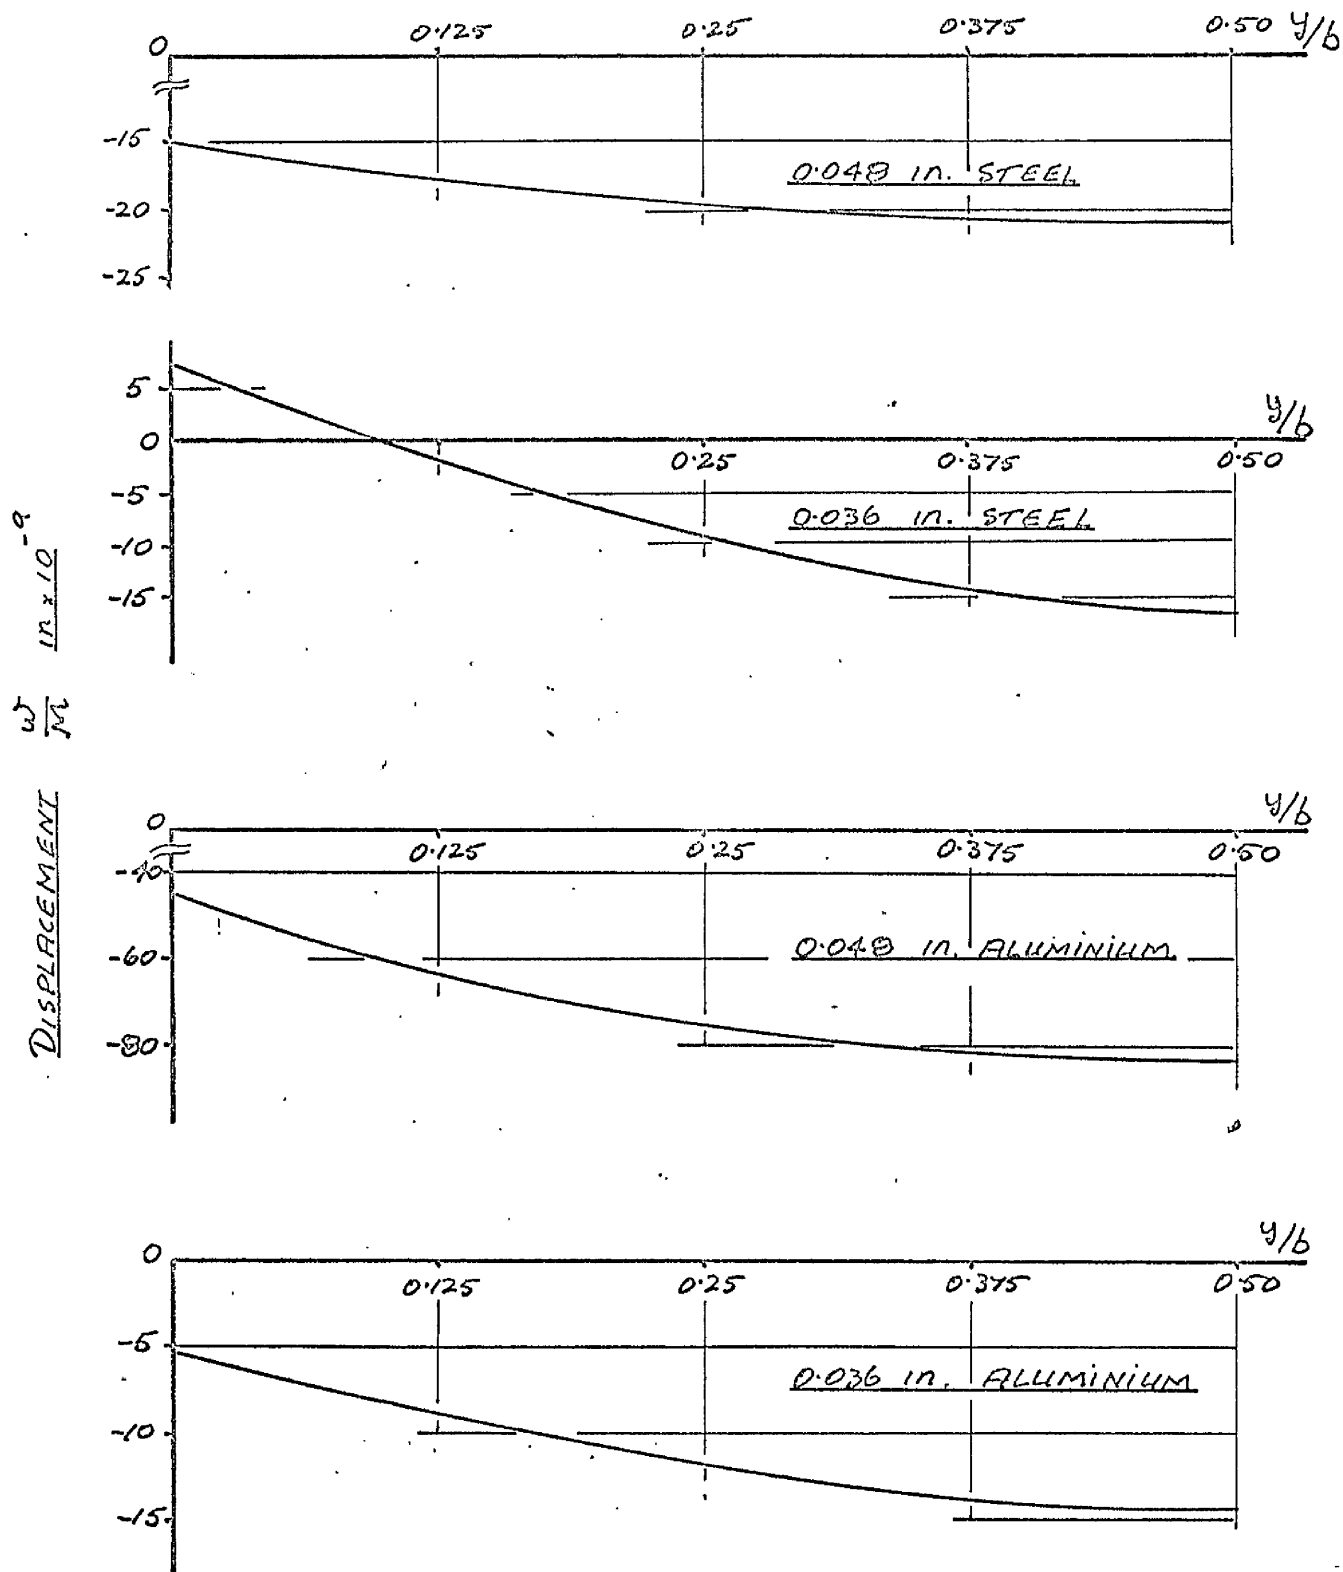 0 0·125 0·25 0·375 0·50 y/b
-15
0·048 in. STEEL
-20
-25
5
y/b
0
0·25 0·375 0·50
-5
0·036 in. STEEL
-10
-15
DISPLACEMENT w/M in x 10⁻⁹
0 y/b
0·125 0·25 0·375 0·50
-40
0·048 in. ALUMINIUM
-60
-80
0 y/b
0·125 0·25 0·375 0·50
-5
0·036 in. ALUMINIUM
-10
-15